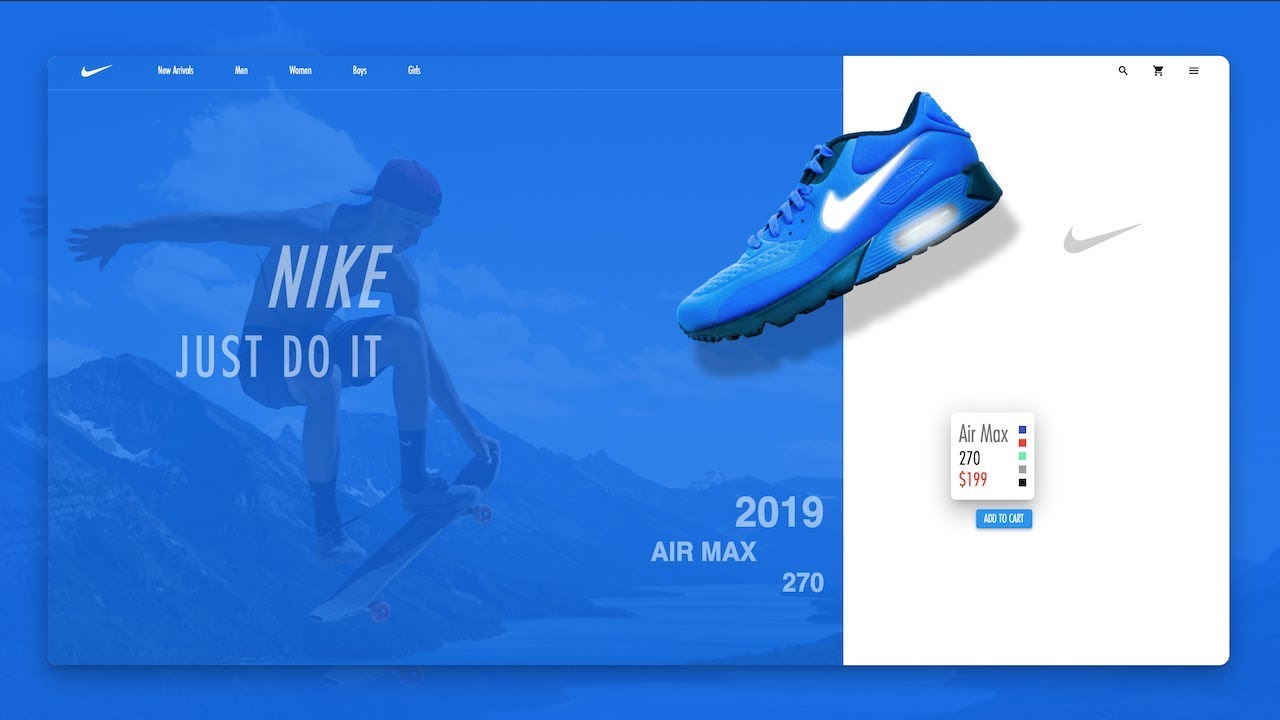 New Arrivals Men Women Boys Girls
NIKE
JUST DO IT
2019
AIR MAX
270
Air Max
270
$199
ADD TO CART